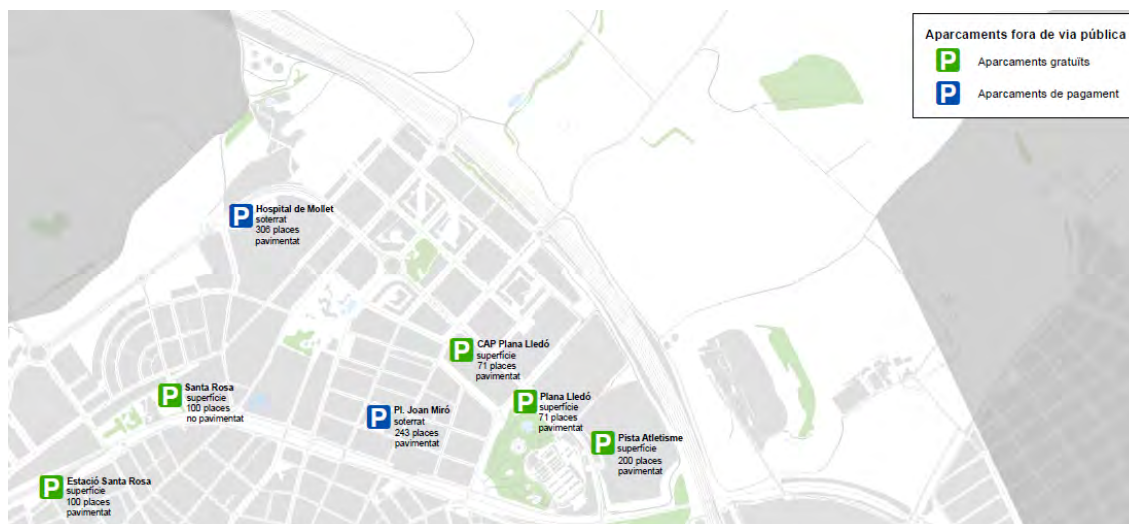 Aparcaments fora de via pública
P Aparcaments gratuïts
P Aparcaments de pagament
P Hospital de Mollet
soterrat
306 places
pavimentat
P CAP Plana Lledó
superfície
71 places
pavimentat
P Santa Rosa
superfície
100 places
no pavimentat
P Pl. Joan Miró
soterrat
243 places
pavimentat
P Plana Lledó
superfície
71 places
pavimentat
P Pista Atletisme
superfície
200 places
pavimentat
P Estació Santa Rosa
superfície
100 places
pavimentat